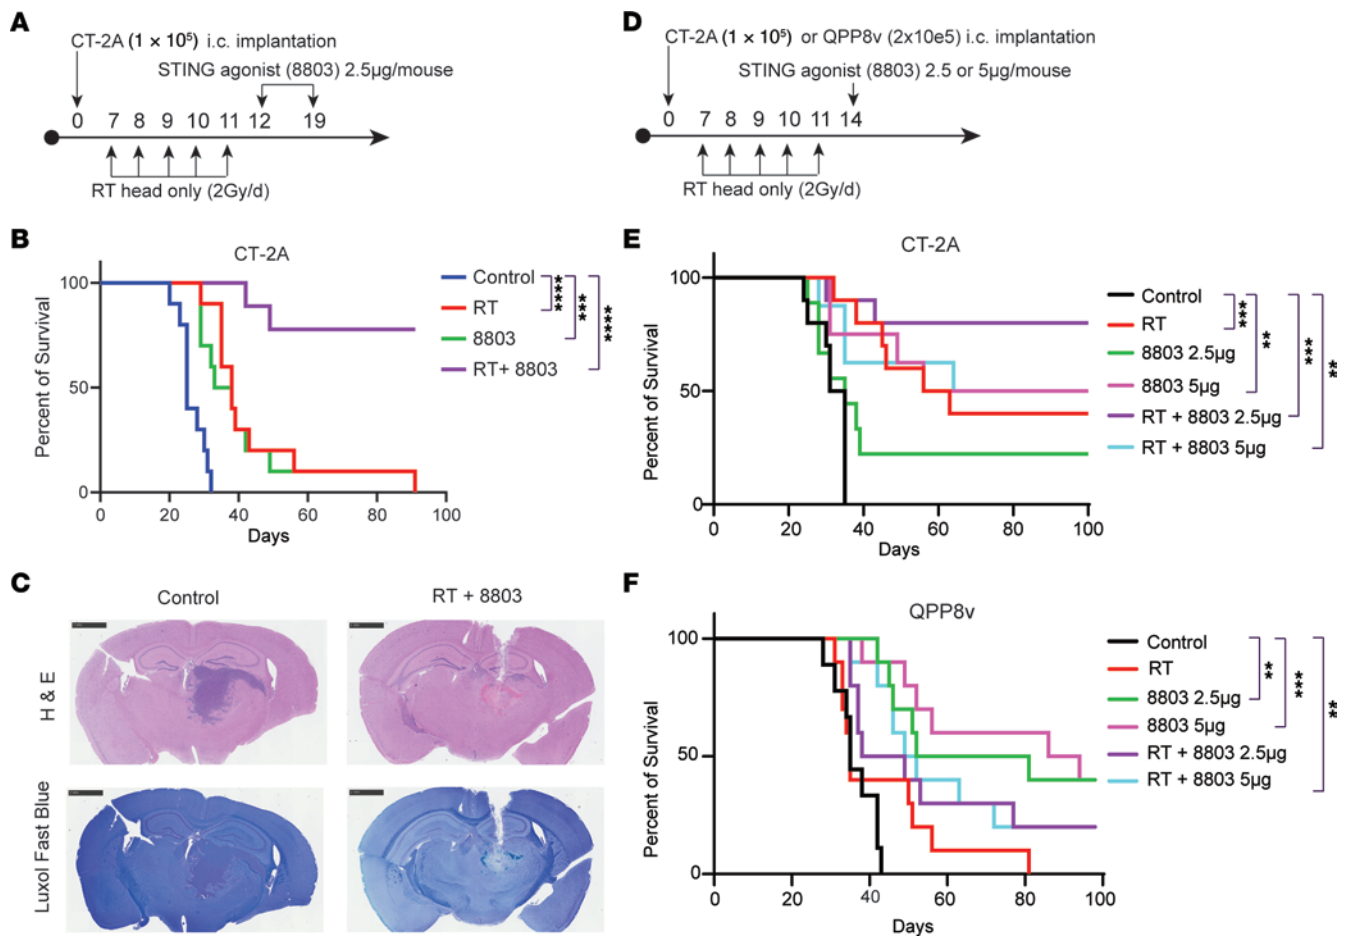 A
CT-2A (1 × 10⁵) i.c. implantation
STING agonist (8803) 2.5µg/mouse
0 7 8 9 10 11 12 19
RT head only (2Gy/d)
D
CT-2A (1 × 10⁵) or QPP8v (2x10e5) i.c. implantation
STING agonist (8803) 2.5 or 5µg/mouse
0 7 8 9 10 11 14
RT head only (2Gy/d)
B
CT-2A
Percent of Survival
100
50
0
0 20 40 60 80 100
Days
Control
RT
8803
RT+ 8803
****
***
****
E
CT-2A
Percent of Survival
100
50
0
0 20 40 60 80 100
Days
Control
RT
8803 2.5µg
8803 5µg
RT + 8803 2.5µg
RT + 8803 5µg
***
**
***
**
C
Control
RT + 8803
H & E
Luxol Fast Blue
F
QPP8v
Percent of Survival
100
50
0
0 20 40 60 80 100
Days
Control
RT
8803 2.5µg
8803 5µg
RT + 8803 2.5µg
RT + 8803 5µg
**
***
**